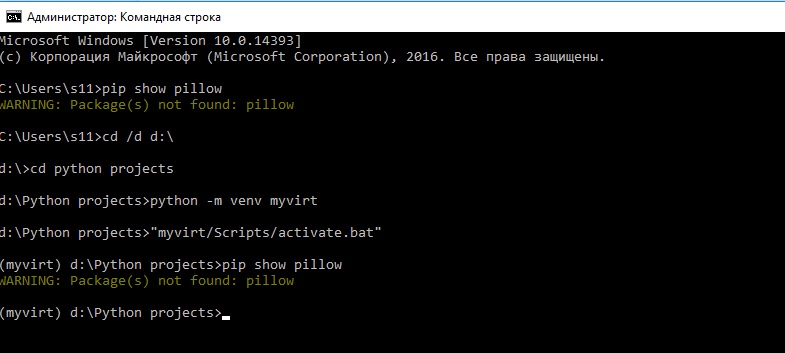 Администратор: Командная строка
Microsoft Windows [Version 10.0.14393]
(c) Корпорация Майкрософт (Microsoft Corporation), 2016. Все права защищены.
C:\Users\s11>pip show pillow
WARNING: Package(s) not found: pillow
C:\Users\s11>cd /d d:\
d:\>cd python projects
d:\Python projects>python -m venv myvirt
d:\Python projects>"myvirt/Scripts/activate.bat"
(myvirt) d:\Python projects>pip show pillow
WARNING: Package(s) not found: pillow
(myvirt) d:\Python projects>